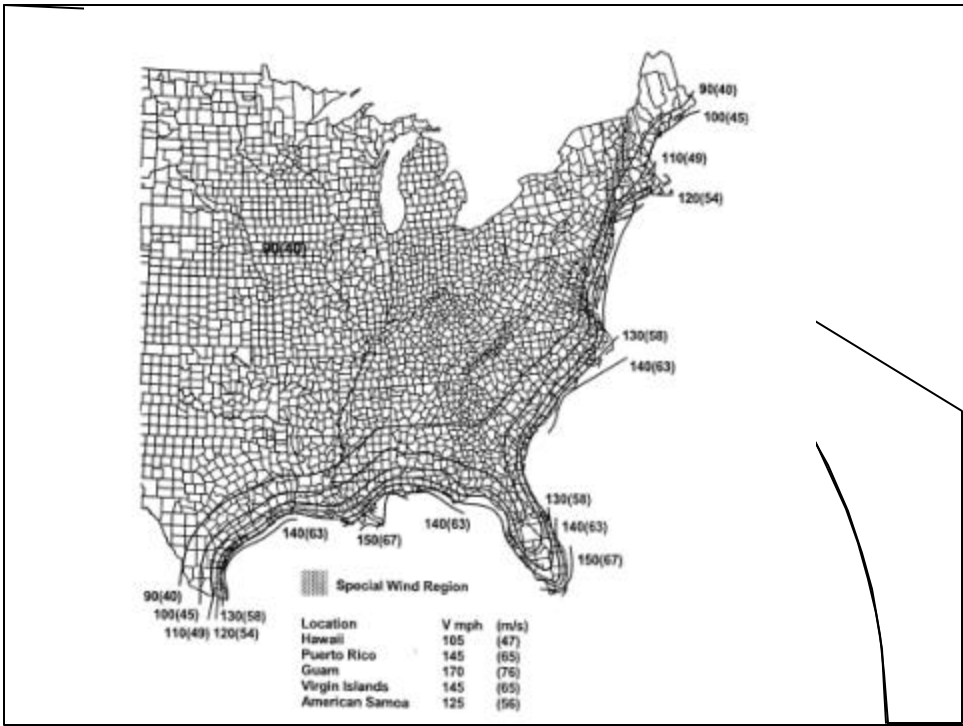 90(40)
100(45)
110(49)
120(54)
90(40)
130(58)
140(63)
130(58)
140(63)
140(63)
140(63)
150(67)
150(67)
Special Wind Region
90(40)
100(45) 130(58)
110(49) 120(54)
Location V mph (m/s)
Hawaii 105 (47)
Puerto Rico 145 (65)
Guam 170 (76)
Virgin Islands 145 (65)
American Samoa 125 (56)